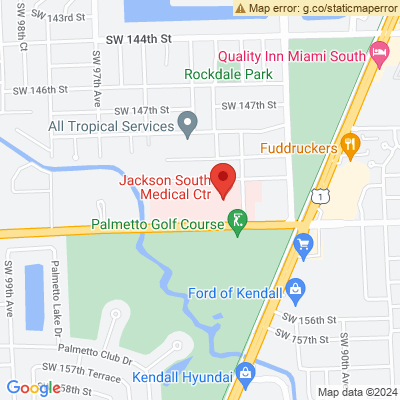 Map error: g.co/staticmaperror
SW 98th Ct
SW 143rd St
SW 144th St
SW 97th Ave
Quality Inn Miami South
Rockdale Park
SW 146th St
SW 147th St
SW 147th St
All Tropical Services
Fuddruckers
Jackson South
Medical Ctr
1
Palmetto Golf Course
SW 99th Ave
Palmetto Lake Dr
Ford of Kendall
SW 156th St
SW 757th St
SW 90th Ave
Palmetto Club Dr
SW 157th Terrace
Kendall Hyundai
Google
58th St
Map data ©2024